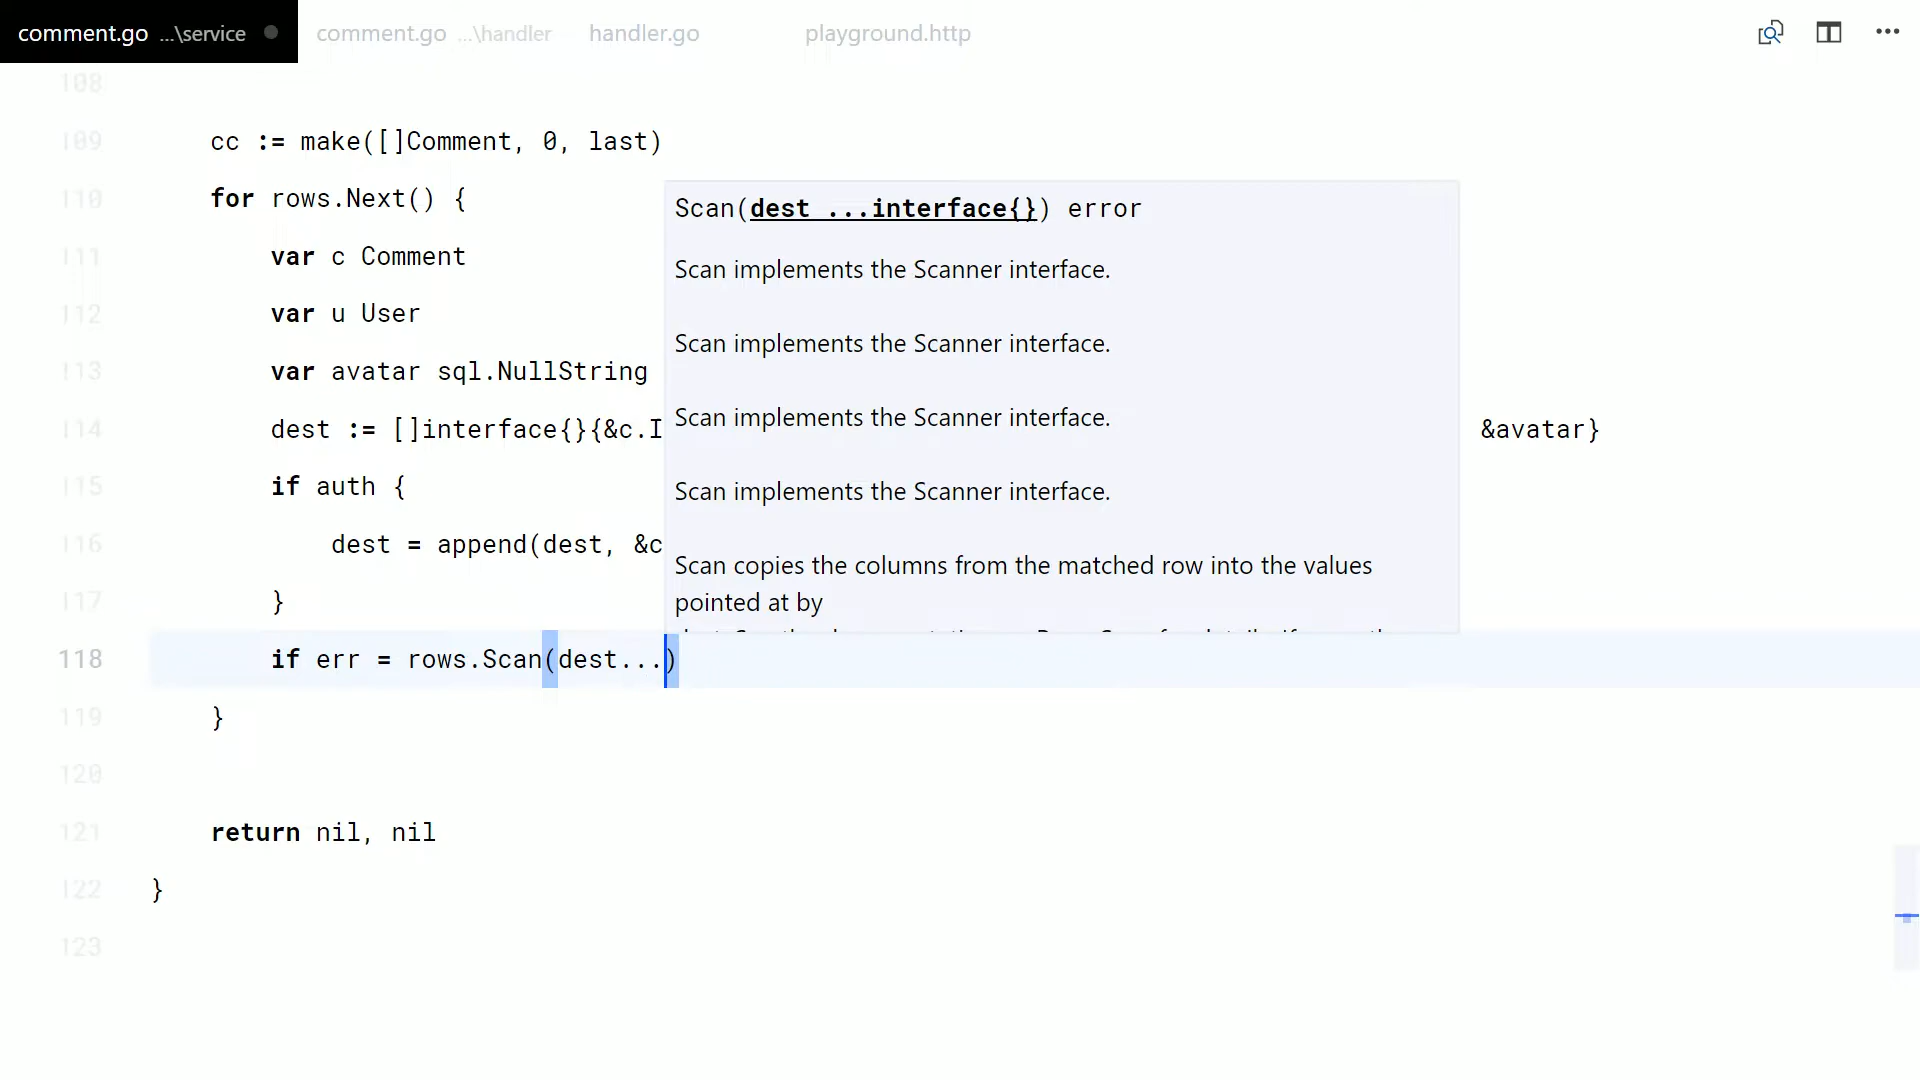 comment.go ...\service
comment.go ...\handler
handler.go
playground.http
108
109 cc := make([]Comment, 0, last)
110 for rows.Next() {
111 var c Comment
112 var u User
113 var avatar sql.NullString
114 dest := []interface{}{&c.I &avatar}
115 if auth {
116 dest = append(dest, &c
117 }
118 if err = rows.Scan(dest...)
119 }
120
121 return nil, nil
122 }
123
Scan(dest ...interface{}) error
Scan implements the Scanner interface.
Scan implements the Scanner interface.
Scan implements the Scanner interface.
Scan implements the Scanner interface.
Scan copies the columns from the matched row into the values
pointed at by